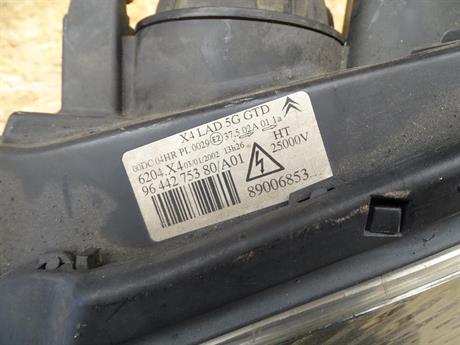 X4 LAD 5G GTD
00DC 04HR PL 0029 E2 37.5 02A 01 1a
6204.X4 03/01/2002 13h26 HT
96 442 753 80/A01 25000V
89006853